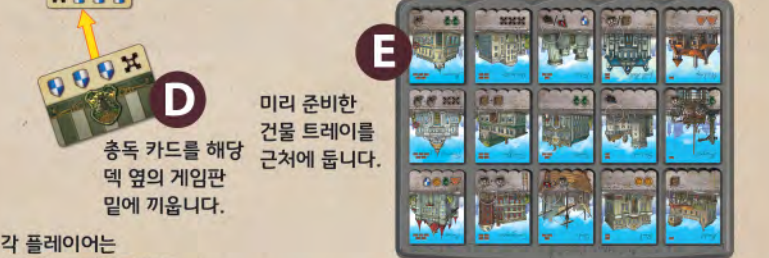 D
총독 카드를 해당
덱 옆의 게임판
밑에 끼웁니다.
미리 준비한
건물 트레이를
근처에 둡니다.
E
각 플레이어는